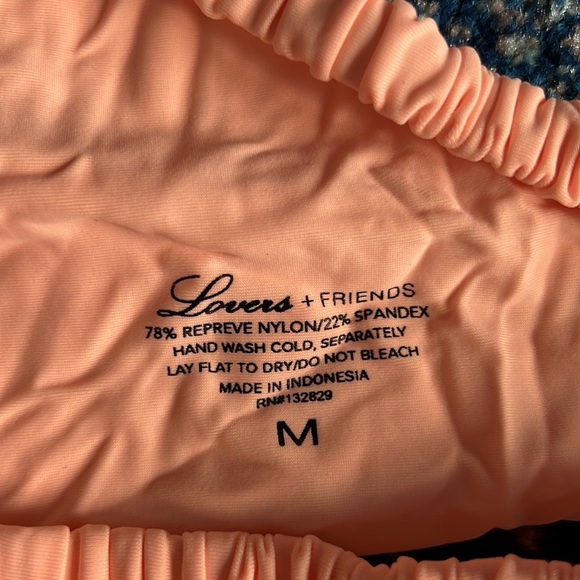 Lovers + FRIENDS
78% REPREVE NYLON/22% SPANDEX
HAND WASH COLD, SEPARATELY
LAY FLAT TO DRY/DO NOT BLEACH
MADE IN INDONESIA
RN#132829
M